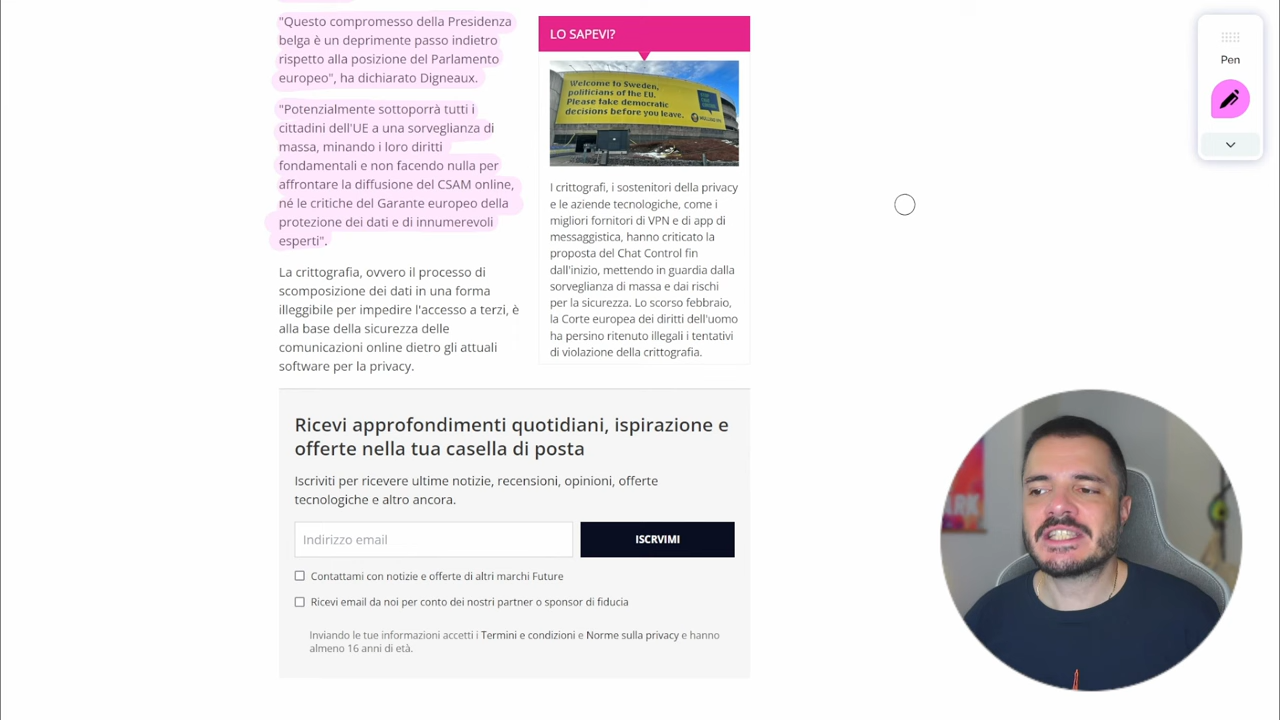 "Questo compromesso della Presidenza
belga è un deprimente passo indietro
rispetto alla posizione del Parlamento
europeo", ha dichiarato Digneaux.
"Potenzialmente sottoporrà tutti i
cittadini dell'UE a una sorveglianza di
massa, minando i loro diritti
fondamentali e non facendo nulla per
affrontare la diffusione del CSAM online,
né le critiche del Garante europeo della
protezione dei dati e di innumerevoli
esperti".
La crittografia, ovvero il processo di
scomposizione dei dati in una forma
illeggibile per impedire l'accesso a terzi, è
alla base della sicurezza delle
comunicazioni online dietro gli attuali
software per la privacy.
LO SAPEVI?
Welcome to Sweden,
politicians of the EU.
Please take democratic
decisions before you leave.
I crittografi, i sostenitori della privacy
e le aziende tecnologiche, come i
migliori fornitori di VPN e di app di
messaggistica, hanno criticato la
proposta del Chat Control fin
dall'inizio, mettendo in guardia dalla
sorveglianza di massa e dai rischi
per la sicurezza. Lo scorso febbraio,
la Corte europea dei diritti dell'uomo
ha persino ritenuto illegali i tentativi
di violazione della crittografia.
Ricevi approfondimenti quotidiani, ispirazione e
offerte nella tua casella di posta
Iscriviti per ricevere ultime notizie, recensioni, opinioni, offerte
tecnologiche e altro ancora.
Indirizzo email
ISCRVIMI
Contattami con notizie e offerte di altri marchi Future
Ricevi email da noi per conto dei nostri partner o sponsor di fiducia
Inviando le tue informazioni accetti i Termini e condizioni e Norme sulla privacy e hanno
almeno 16 anni di età.
Pen